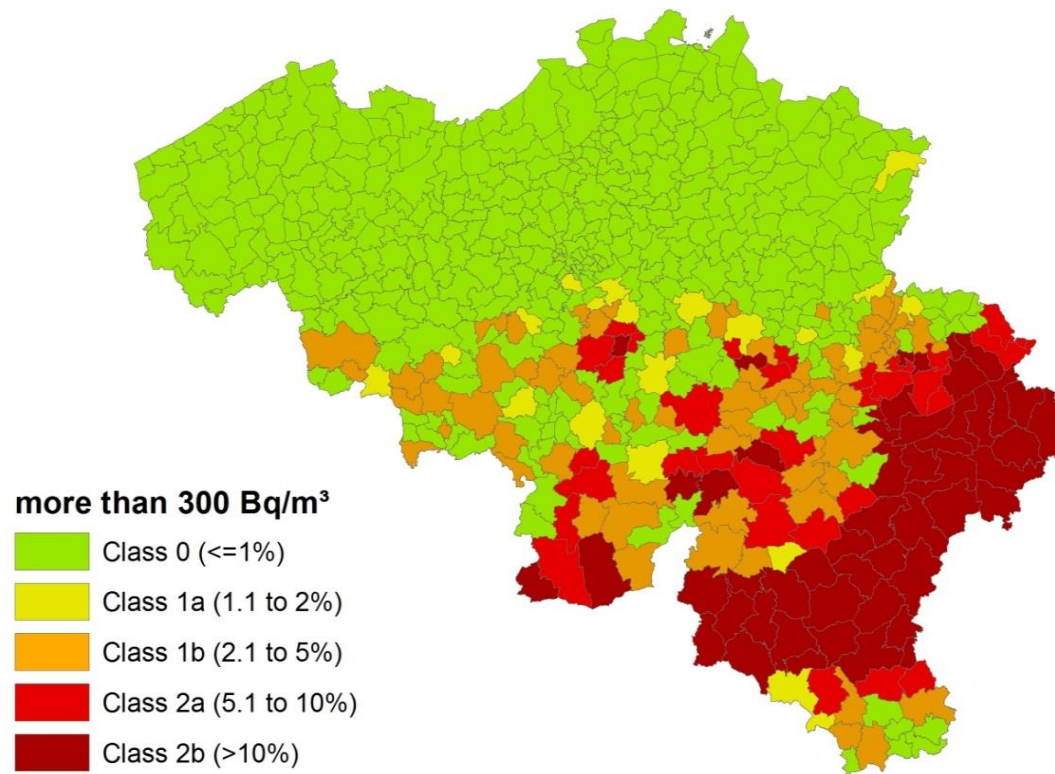 more than 300 Bq/m³
Class 0 (<=1%)
Class 1a (1.1 to 2%)
Class 1b (2.1 to 5%)
Class 2a (5.1 to 10%)
Class 2b (>10%)